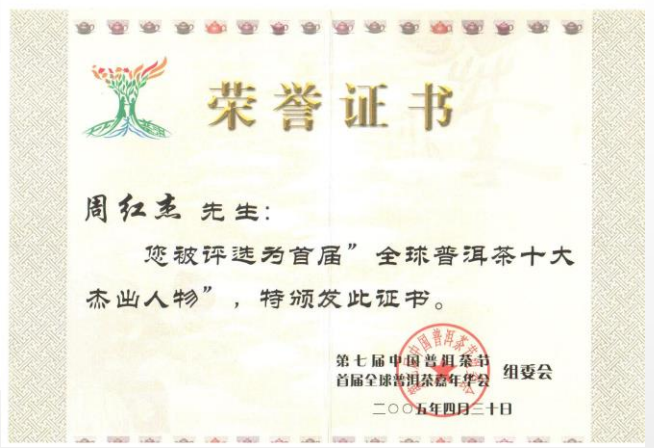 荣誉证书
周红杰 先生:
您被评选为首届”全球普洱茶十大
杰出人物”，特颁发此证书。
第七届中国普洱茶节
首届全球普洱茶嘉年华会 组委会
二〇〇五年四月三十日